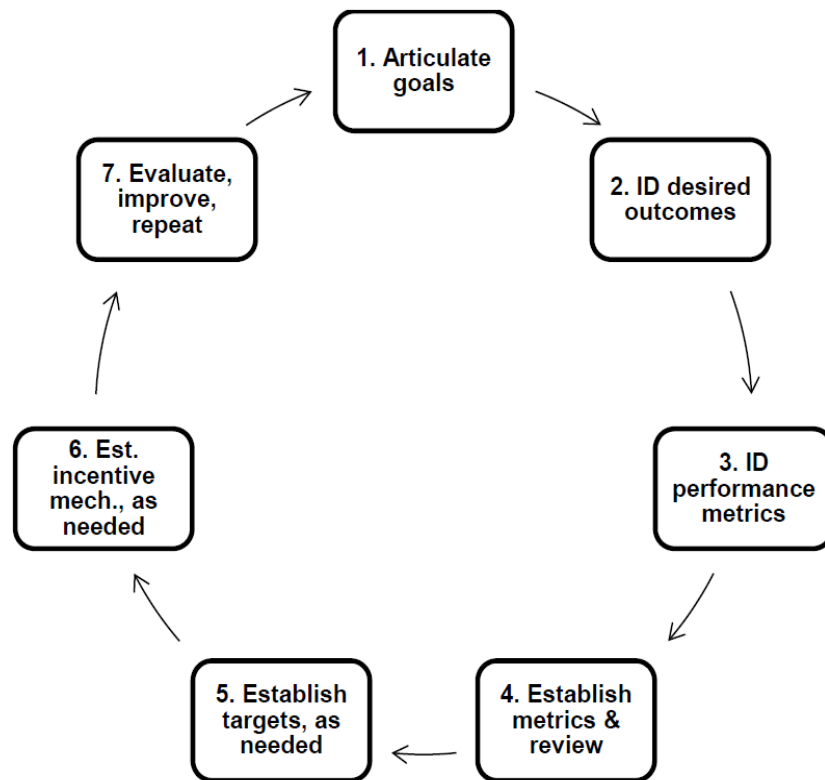 1. Articulate
goals
2. ID desired
outcomes
3. ID
performance
metrics
4. Establish
metrics &
review
5. Establish
targets, as
needed
6. Est.
incentive
mech., as
needed
7. Evaluate,
improve,
repeat